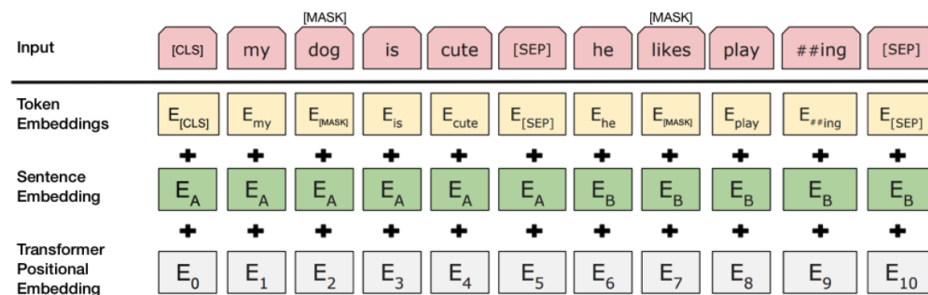 [MASK] [MASK]
Input [CLS] my dog is cute [SEP] he likes play ##ing [SEP]
Token
Embeddings
E[CLS] Emy E[MASK] Eis Ecute E[SEP] Ehe E[MASK] Eplay E##ing E[SEP]
+ + + + + + + + + + +
Sentence
Embedding
EA EA EA EA EA EA EB EB EB EB EB
+ + + + + + + + + + +
Transformer
Positional
Embedding
E0 E1 E2 E3 E4 E5 E6 E7 E8 E9 E10